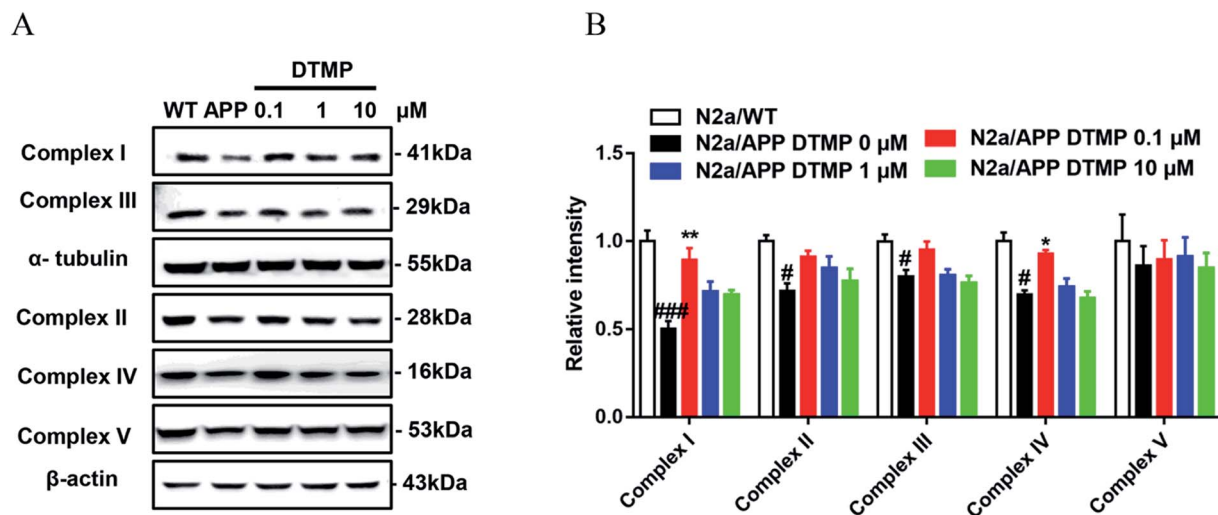 A
DTMP
WT APP 0.1 1 10 μM
Complex I - 41kDa
Complex III - 29kDa
α- tubulin - 55kDa
Complex II - 28kDa
Complex IV - 16kDa
Complex V - 53kDa
β-actin - 43kDa
B
N2a/WT
N2a/APP DTMP 0 μM N2a/APP DTMP 0.1 μM
N2a/APP DTMP 1 μM N2a/APP DTMP 10 μM
Relative intensity
1.5
1.0
0.5
0.0
### ** # # # *
Complex I
Complex II
Complex III
Complex IV
Complex V